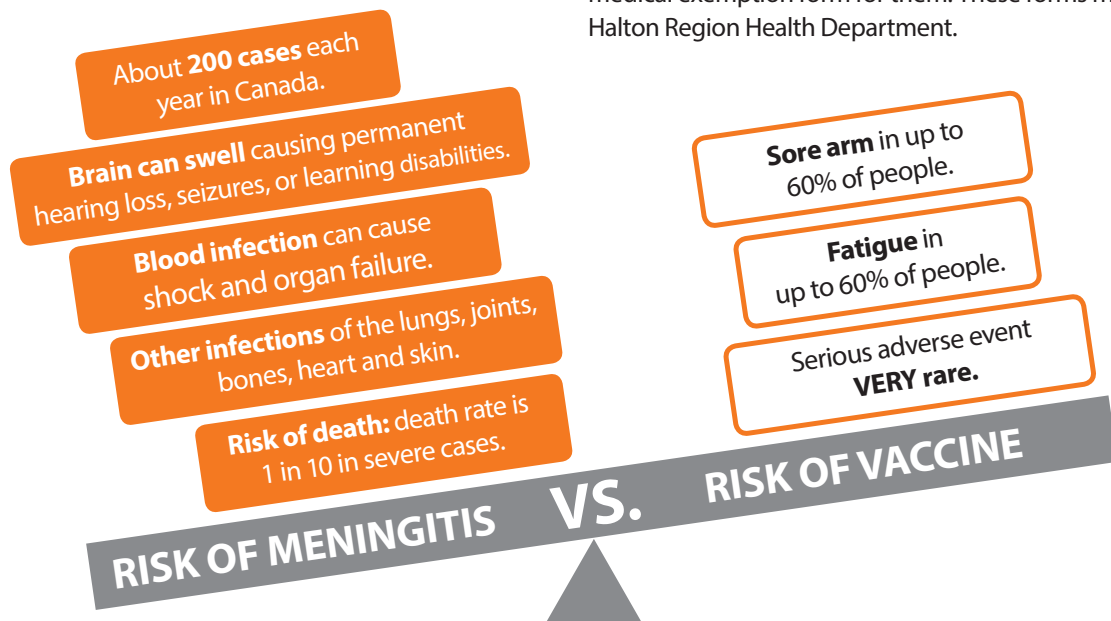 Halton Region Health Department.
About 200 cases each
year in Canada.
Brain can swell causing permanent
hearing loss, seizures, or learning disabilities.
Blood infection can cause
shock and organ failure.
Other infections of the lungs, joints,
bones, heart and skin.
Risk of death: death rate is
1 in 10 in severe cases.
RISK OF MENINGITIS
VS.
Sore arm in up to
60% of people.
Fatigue in
up to 60% of people.
Serious adverse event
VERY rare.
RISK OF VACCINE